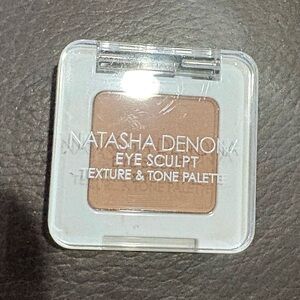 NATASHA DENONA
EYE SCULPT
TEXTURE & TONE PALETTE